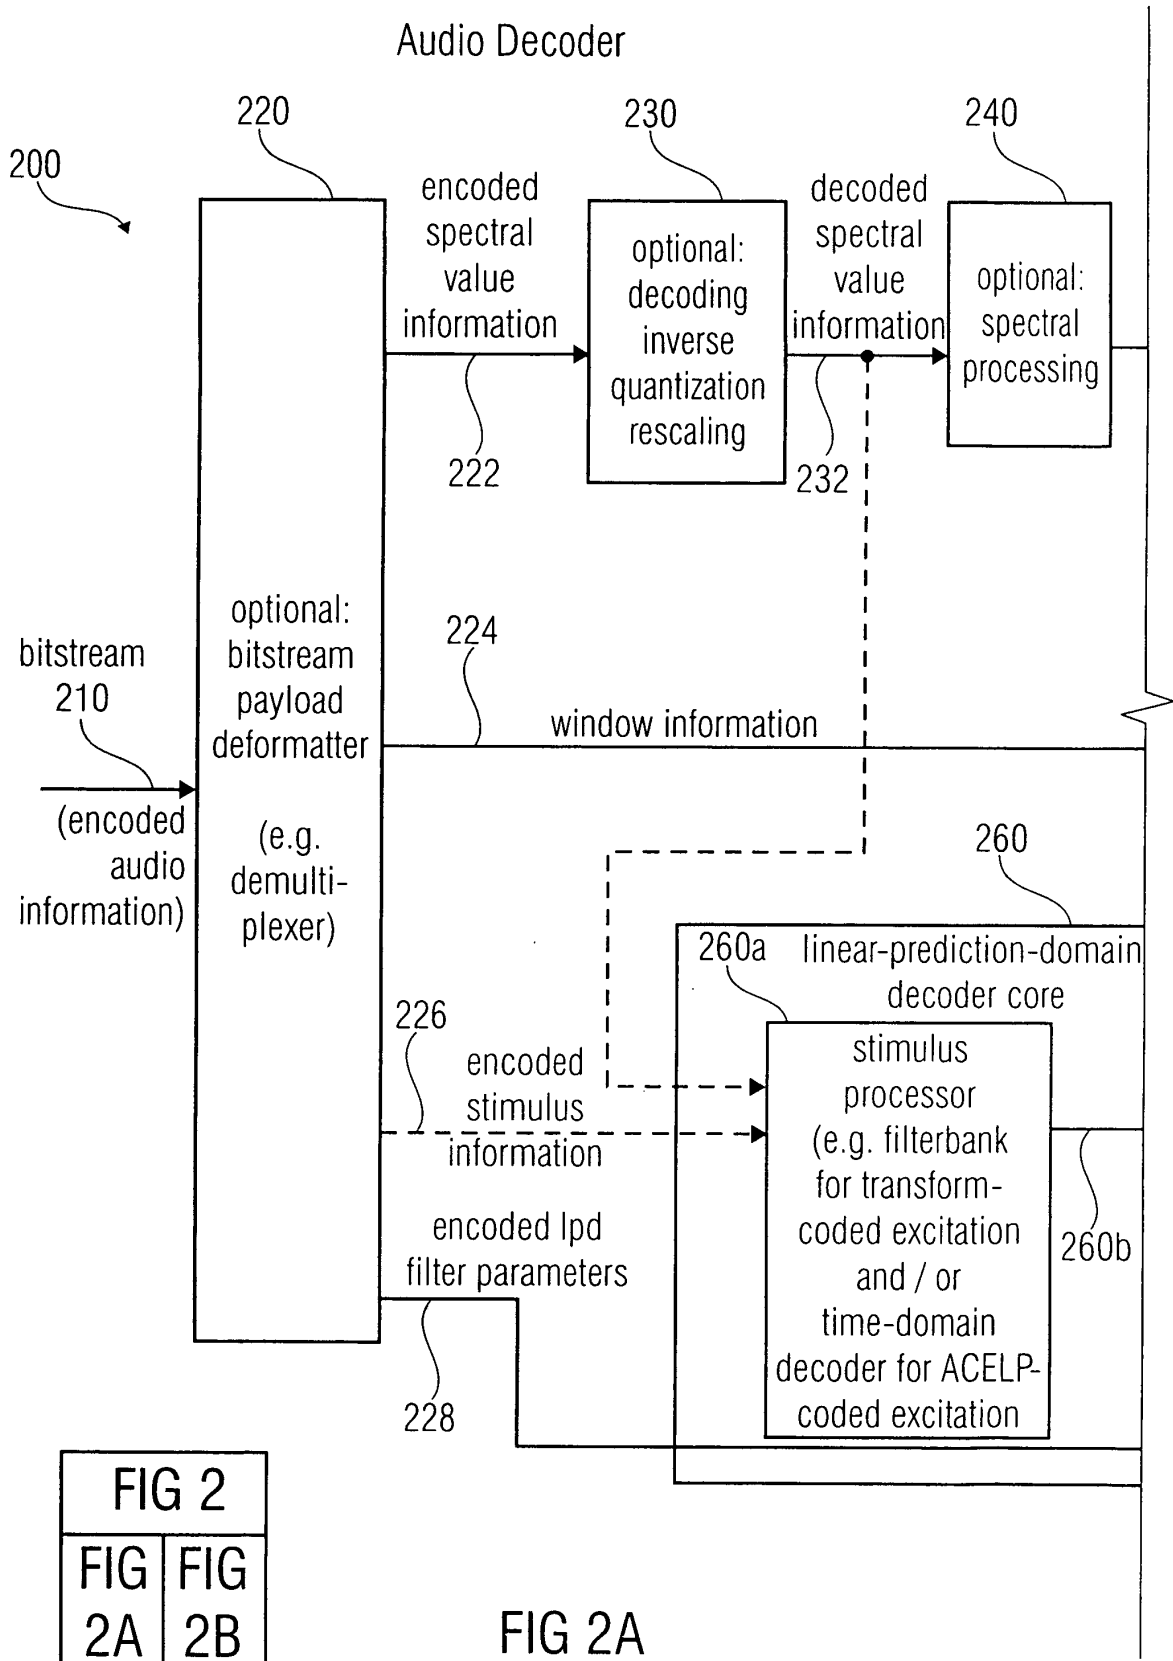 Audio Decoder
200
220
230
240
encoded
spectral
value
information
222
optional:
decoding
inverse
quantization
rescaling
decoded
spectral
value
information
232
optional:
spectral
processing
bitstream
210
(encoded
audio
information)
optional:
bitstream
payload
deformatter
(e.g.
demulti-
plexer)
224
window information
260
260a
linear-prediction-domain
decoder core
226
encoded
stimulus
information
stimulus
processor
(e.g. filterbank
for transform-
coded excitation
and / or
time-domain
decoder for ACELP-
coded excitation
260b
encoded lpd
filter parameters
228
FIG 2
FIG
2A
FIG
2B
FIG 2A